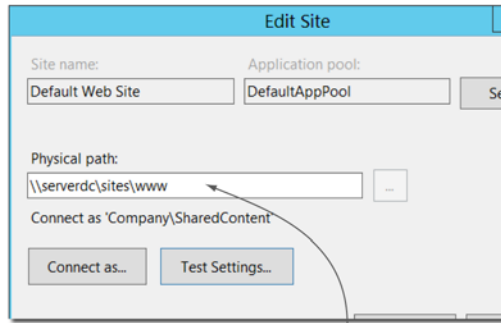 Edit Site
Site name:
Application pool:
Default Web Site
DefaultAppPool
Physical path:
\\serverdc\sites\www
...
Connect as 'Company\SharedContent'
Connect as...
Test Settings...